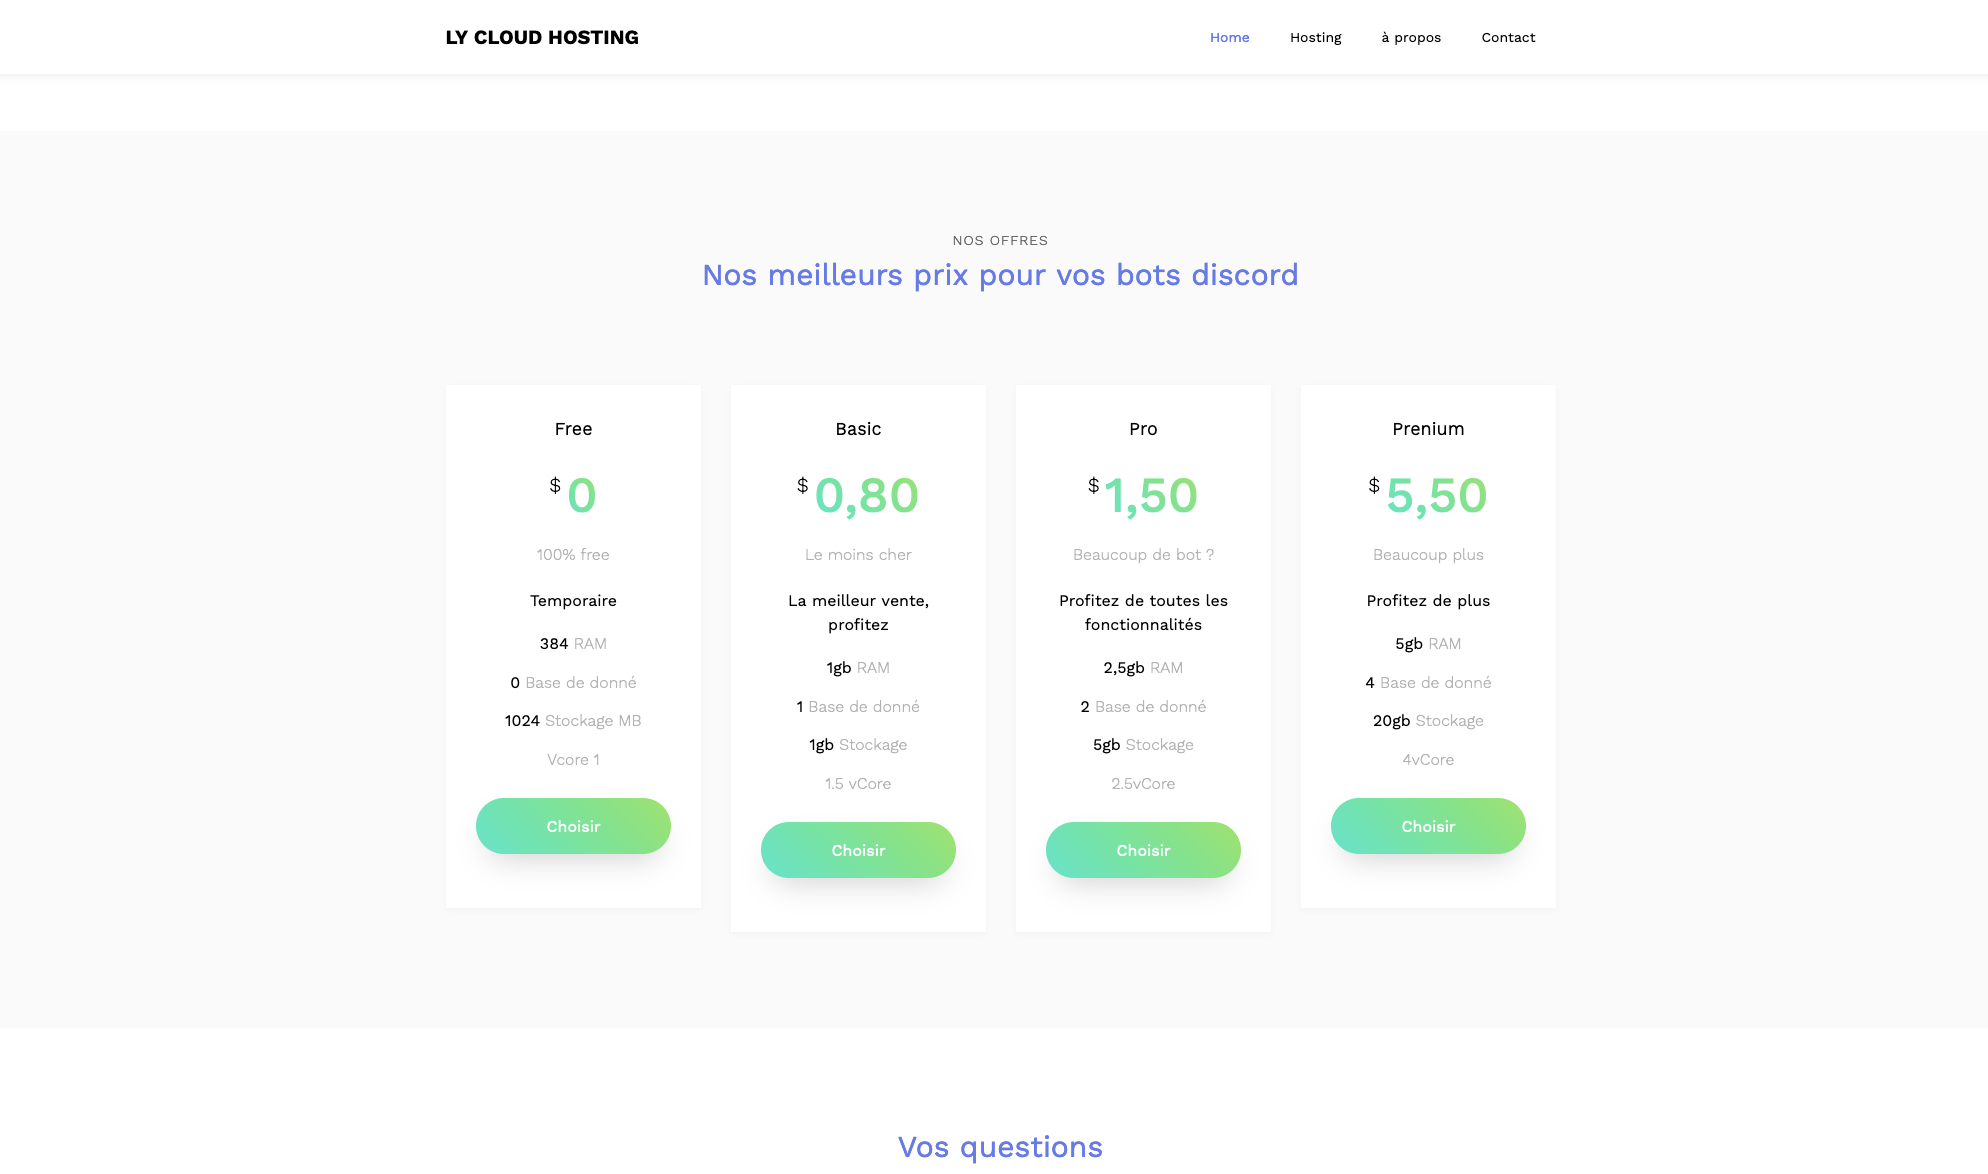 LY CLOUD HOSTING
Home Hosting à propos Contact
NOS OFFRES
Nos meilleurs prix pour vos bots discord
Free
$ 0
100% free
Temporaire
384 RAM
0 Base de donné
1024 Stockage MB
Vcore 1
Choisir
Basic
$ 0,80
Le moins cher
La meilleur vente,
profitez
1gb RAM
1 Base de donné
1gb Stockage
1.5 vCore
Choisir
Pro
$ 1,50
Beaucoup de bot ?
Profitez de toutes les
fonctionnalités
2,5gb RAM
2 Base de donné
5gb Stockage
2.5vCore
Choisir
Prenium
$ 5,50
Beaucoup plus
Profitez de plus
5gb RAM
4 Base de donné
20gb Stockage
4vCore
Choisir
Vos questions